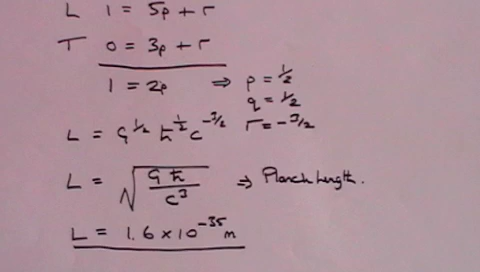 L 1 = 5p + r
T 0 = 3p + r
1 = 2p ⇒ p = 1/2
q = 1/2
L = G^1/2 ħ^1/2 c^-3/2 r = -3/2
L = √(Għ/c³) ⇒ Planck Length.
L = 1.6 × 10^-35 m